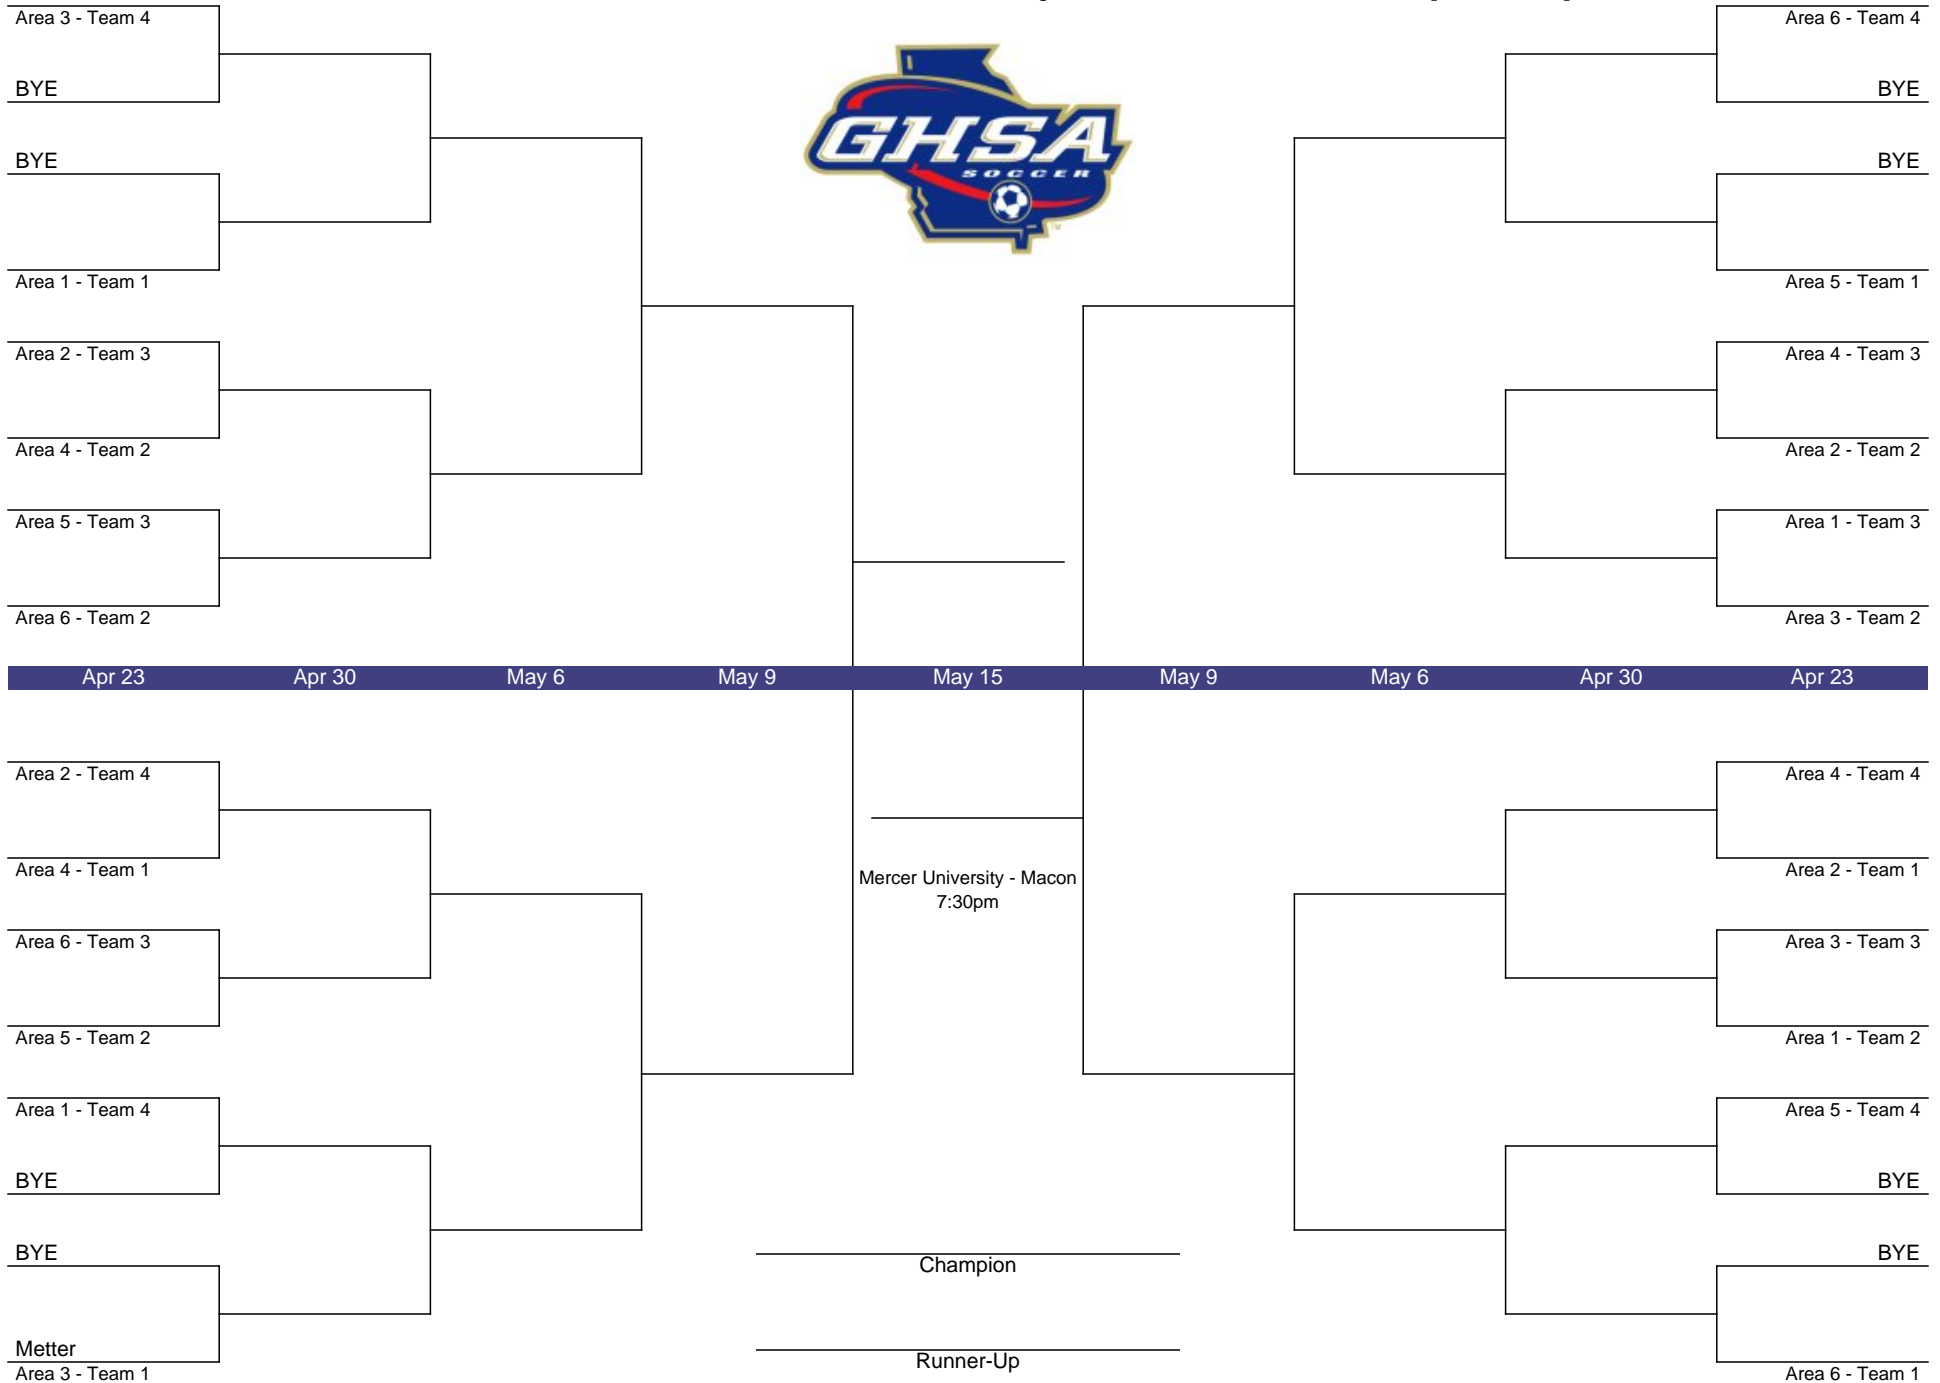 Area 3 - Team 4
BYE
BYE
Area 1 - Team 1
Area 2 - Team 3
Area 4 - Team 2
Area 5 - Team 3
Area 6 - Team 2
GHSA
SOCCER
TM
Area 6 - Team 4
BYE
BYE
Area 5 - Team 1
Area 4 - Team 3
Area 2 - Team 2
Area 1 - Team 3
Area 3 - Team 2
Apr 23 Apr 30 May 6 May 9 May 15 May 9 May 6 Apr 30 Apr 23
Area 2 - Team 4
Area 4 - Team 1
Area 6 - Team 3
Area 5 - Team 2
Area 1 - Team 4
BYE
BYE
Metter
Area 3 - Team 1
Mercer University - Macon
7:30pm
Champion
Runner-Up
Area 4 - Team 4
Area 2 - Team 1
Area 3 - Team 3
Area 1 - Team 2
Area 5 - Team 4
BYE
BYE
Area 6 - Team 1